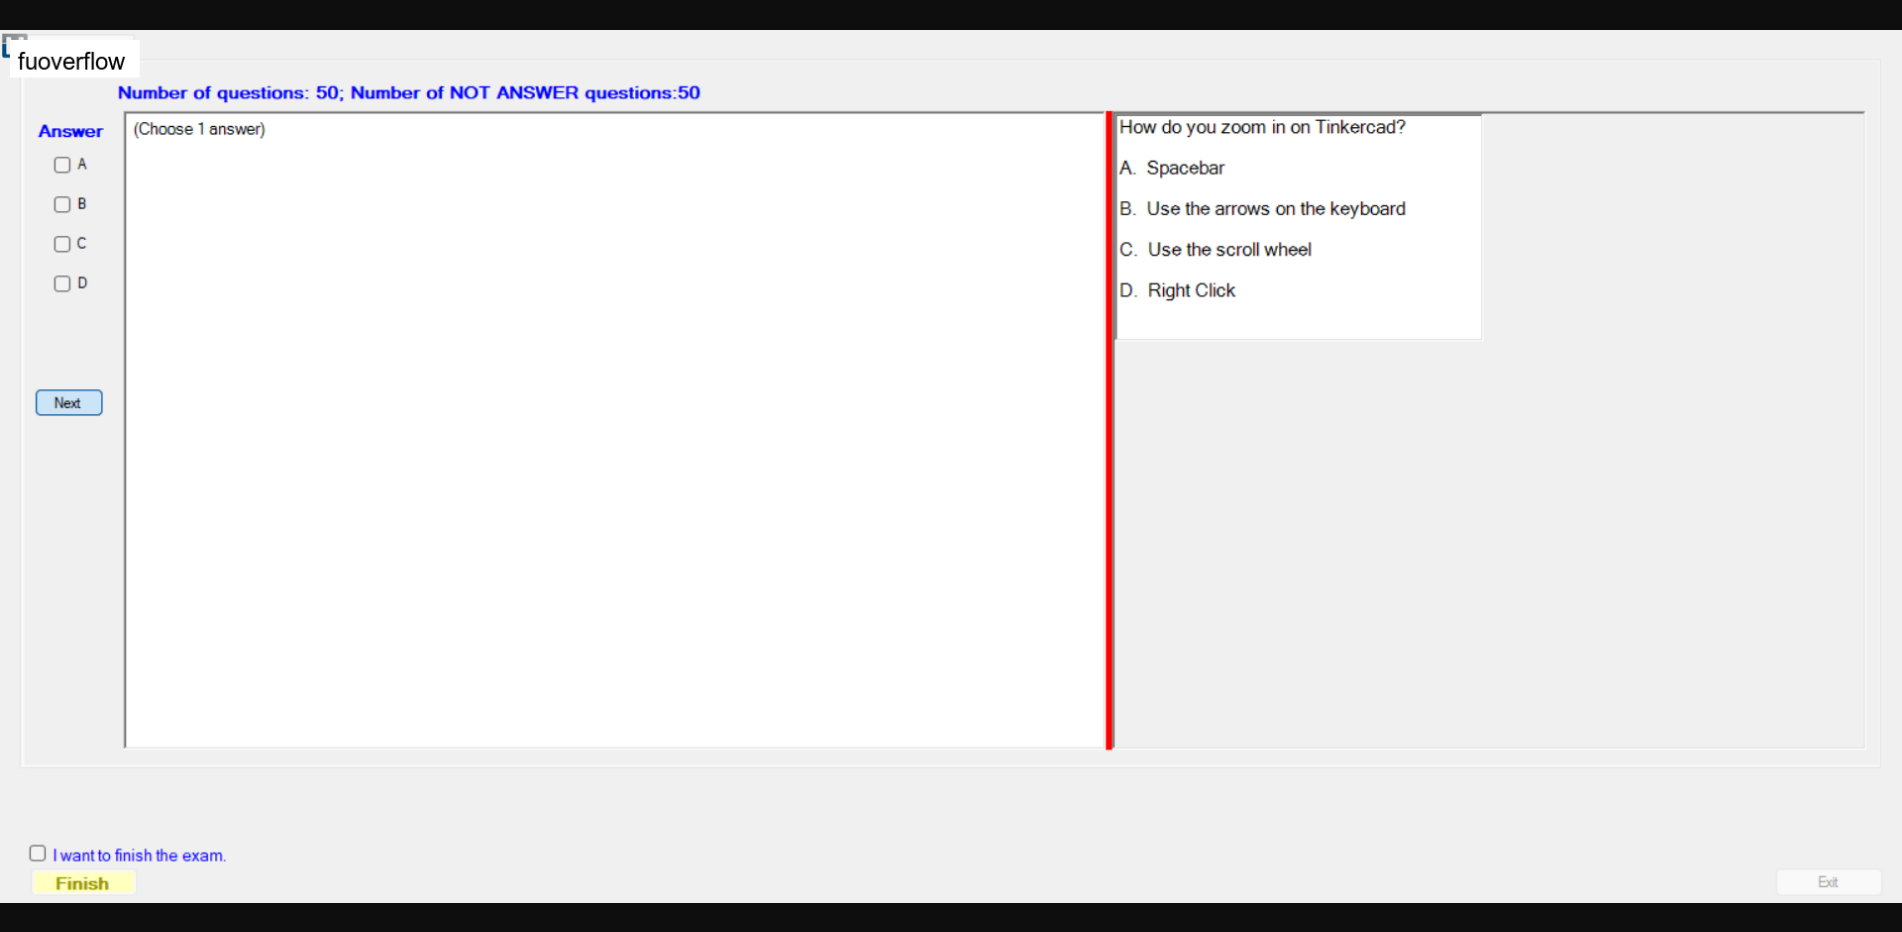 fuoverflow
Number of questions: 50; Number of NOT ANSWER questions:50
Answer
A
B
C
D
Next
(Choose 1 answer)
How do you zoom in on Tinkercad?
A. Spacebar
B. Use the arrows on the keyboard
C. Use the scroll wheel
D. Right Click
I want to finish the exam.
Finish
Exit